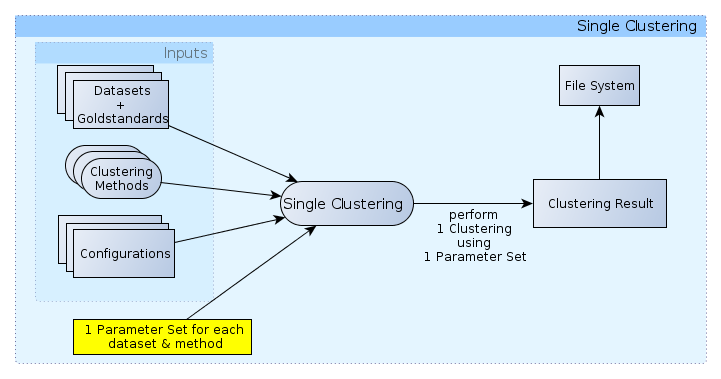 Single Clustering
Inputs
Datasets
+
Goldstandards
Clustering
Methods
Configurations
1 Parameter Set for each
dataset & method
Single Clustering
perform
1 Clustering
using
1 Parameter Set
File System
Clustering Result